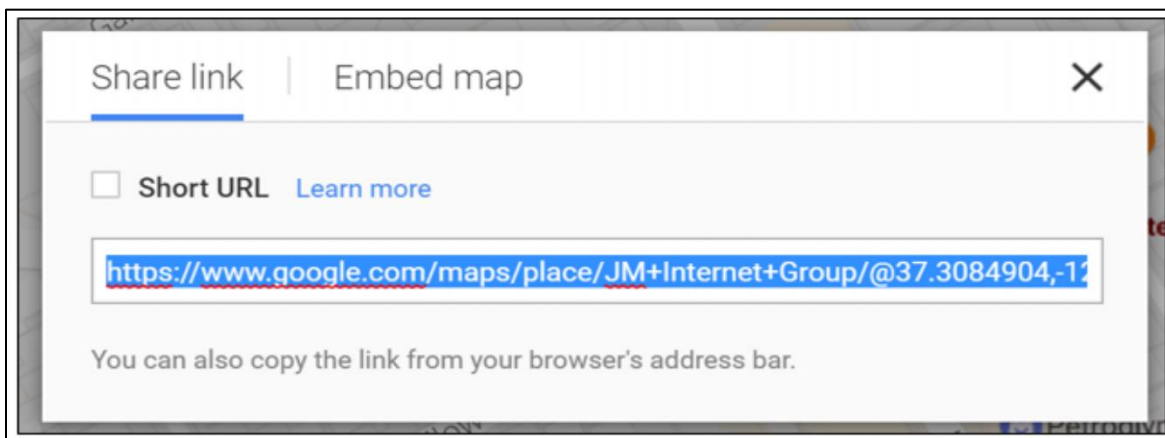 Share link | Embed map
Short URL Learn more
https://www.google.com/maps/place/JM+Internet+Group/@37.3084904,-12
You can also copy the link from your browser's address bar.